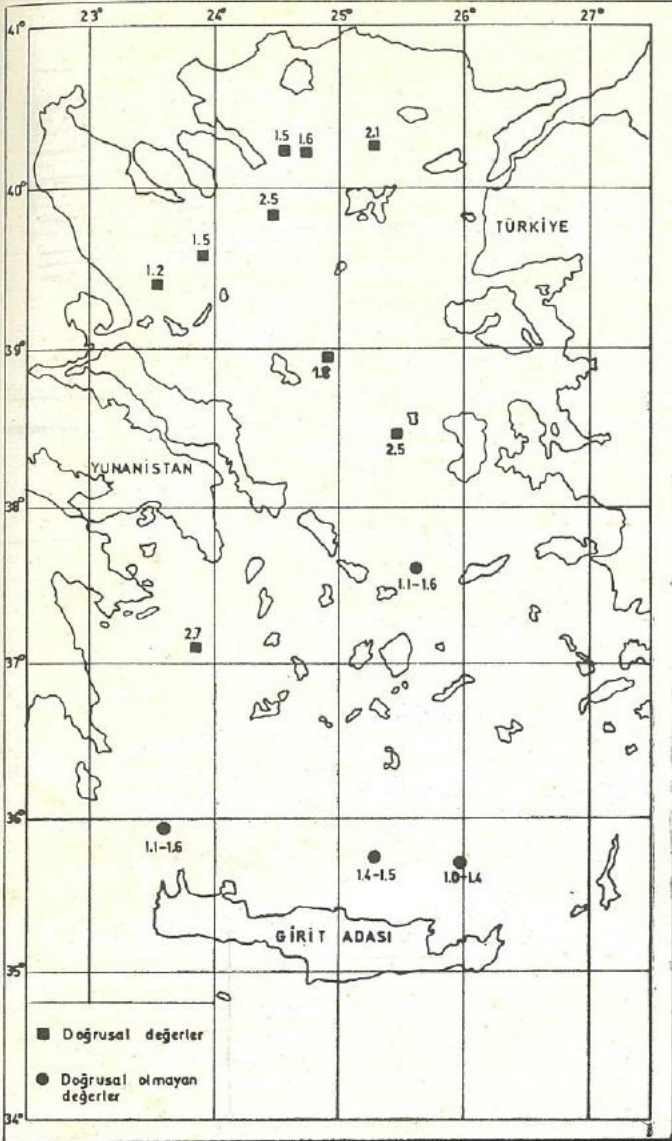 23° 24° 25° 26° 27°
41°
1.5 1.6 2.1
40°
2.5
TÜRKİYE
1.5
1.2
39°
1.8
2.5
YUNANİSTAN
38°
1.1-1.6
2.7
37°
36°
1.1-1.6
1.4-1.5
1.0-1.4
GİRİT ADASI
35°
Doğrusal değerler
Doğrusal olmayan
değerler
34°